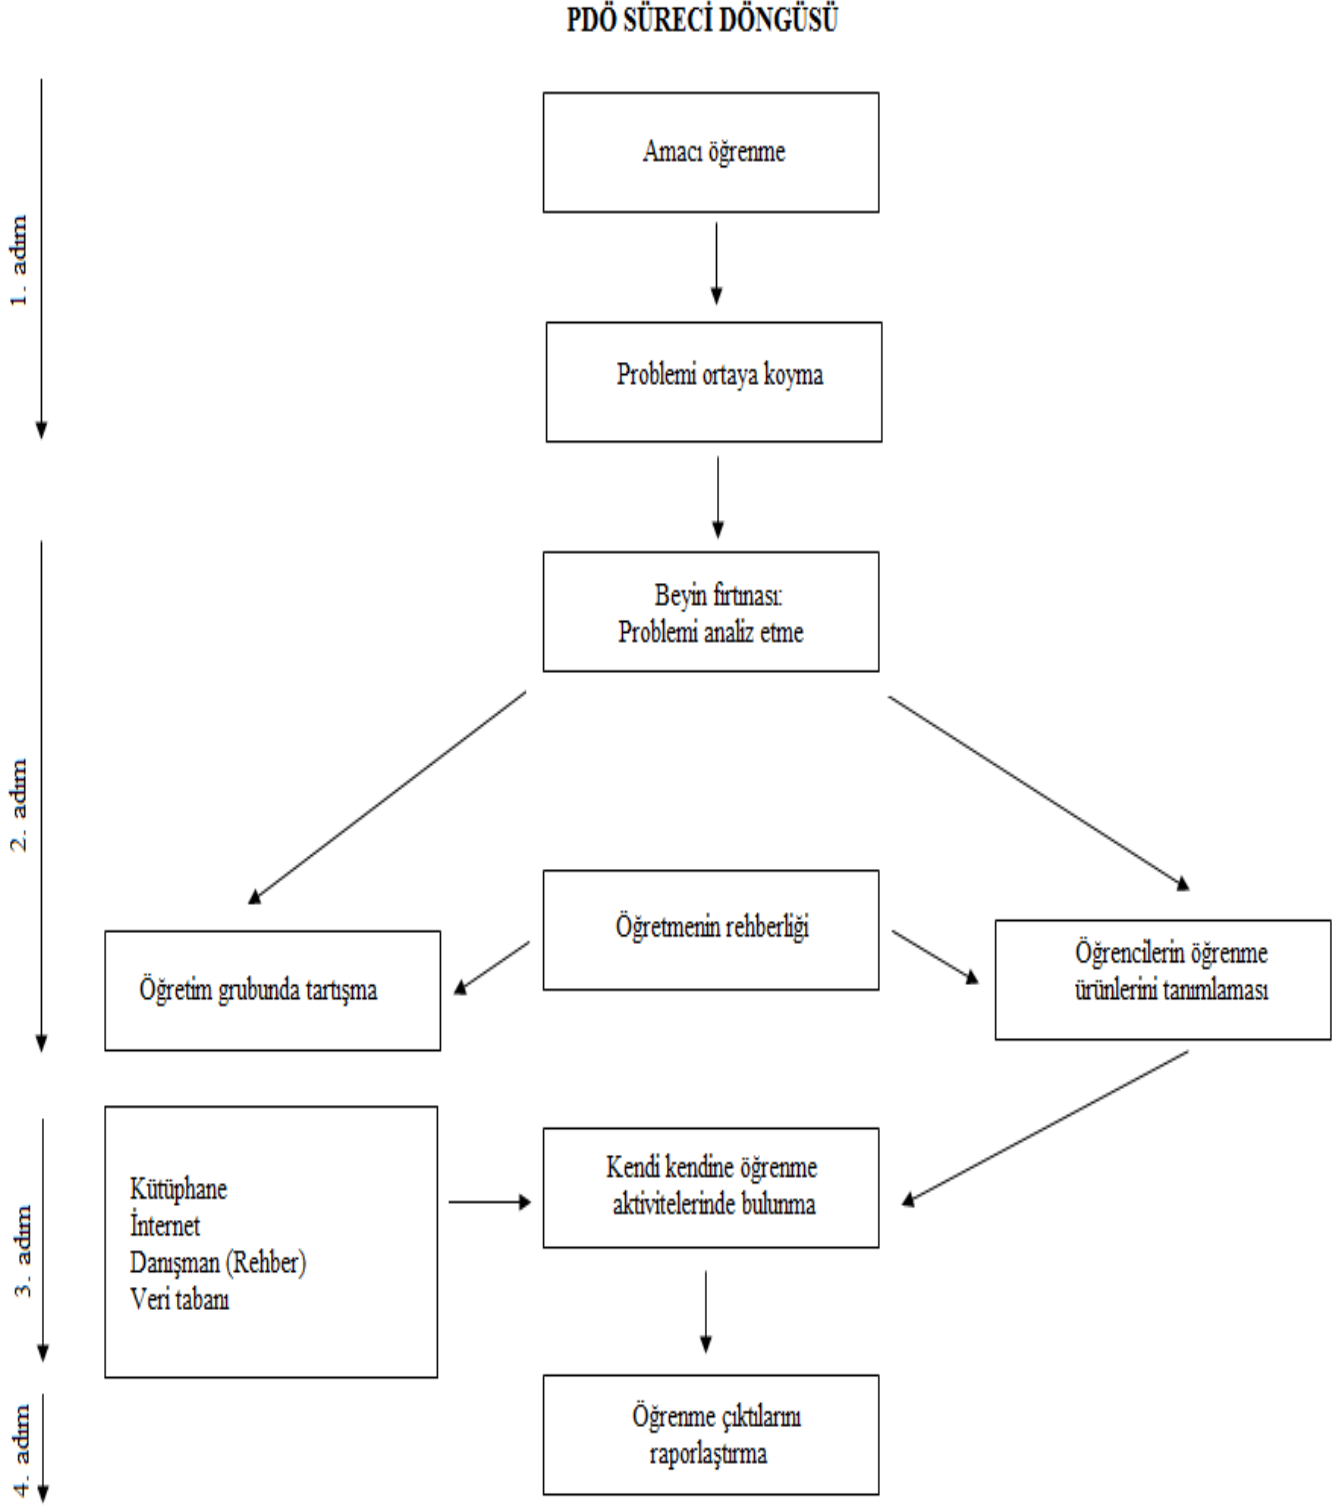 PDÖ SÜRECİ DÖNGÜSÜ
1. adım
Amacı öğrenme
Problemi ortaya koyma
2. adım
Beyin fırtınası:
Problemi analiz etme
Öğretmenin rehberliği
Öğretim grubunda tartışma
Öğrencilerin öğrenme
ürünlerini tanımlaması
3. adım
Kütüphane
İnternet
Danışman (Rehber)
Veri tabanı
Kendi kendine öğrenme
aktivitelerinde bulunma
4. adım
Öğrenme çıktılarını
raporlaştırma